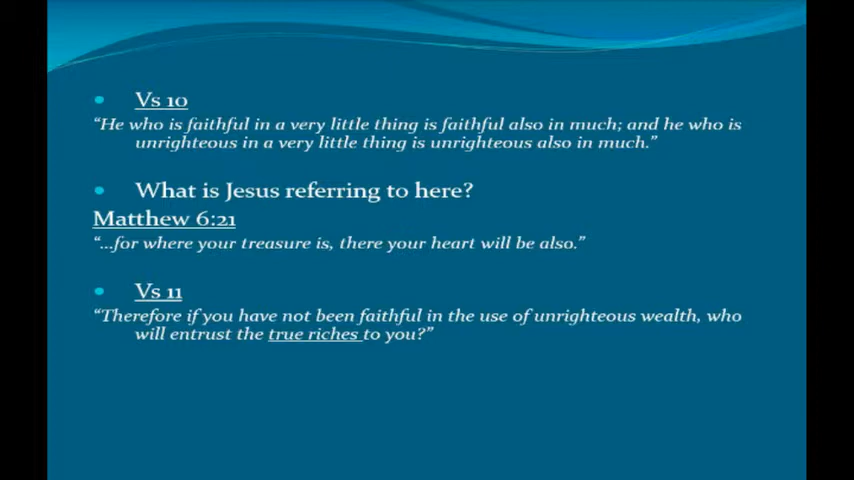 Vs 10
“He who is faithful in a very little thing is faithful also in much; and he who is
unrighteous in a very little thing is unrighteous also in much.”
What is Jesus referring to here?
Matthew 6:21
“…for where your treasure is, there your heart will be also.”
Vs 11
“Therefore if you have not been faithful in the use of unrighteous wealth, who
will entrust the true riches to you?”